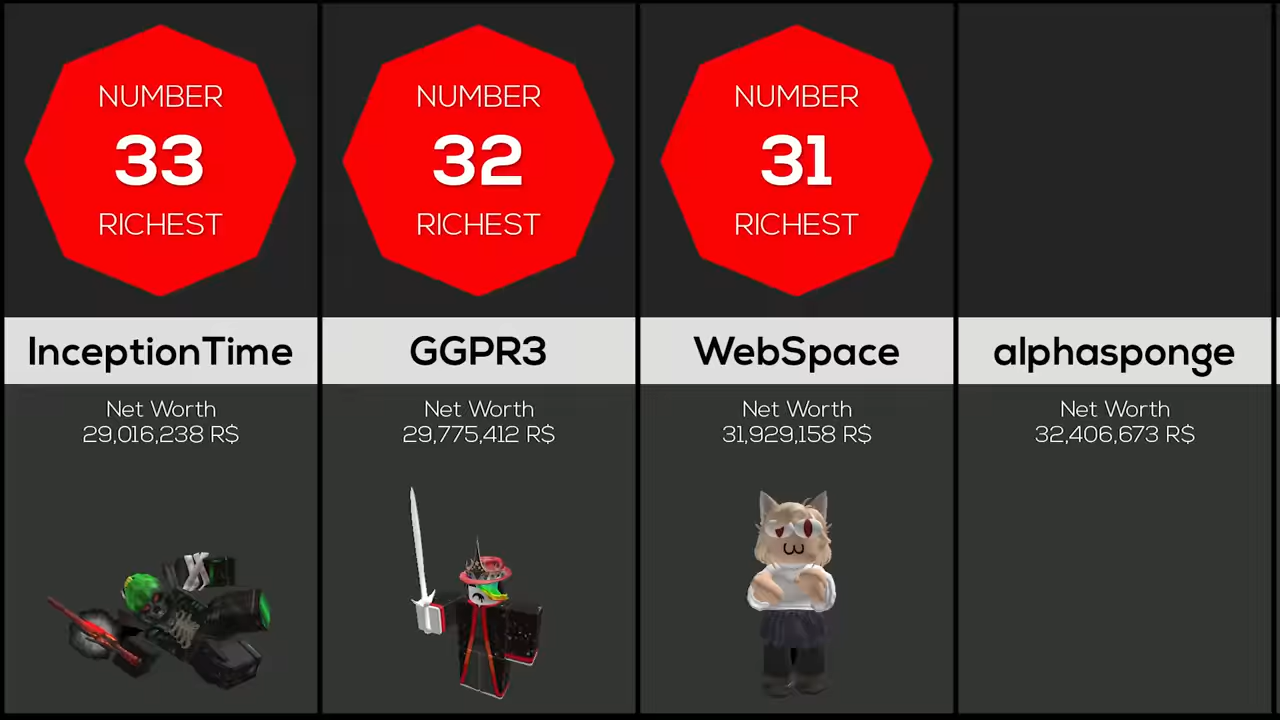 NUMBER
33
RICHEST
InceptionTime
Net Worth
29,016,238 R$
NUMBER
32
RICHEST
GGPR3
Net Worth
29,775,412 R$
NUMBER
31
RICHEST
WebSpace
Net Worth
31,929,158 R$
alphasponge
Net Worth
32,406,673 R$